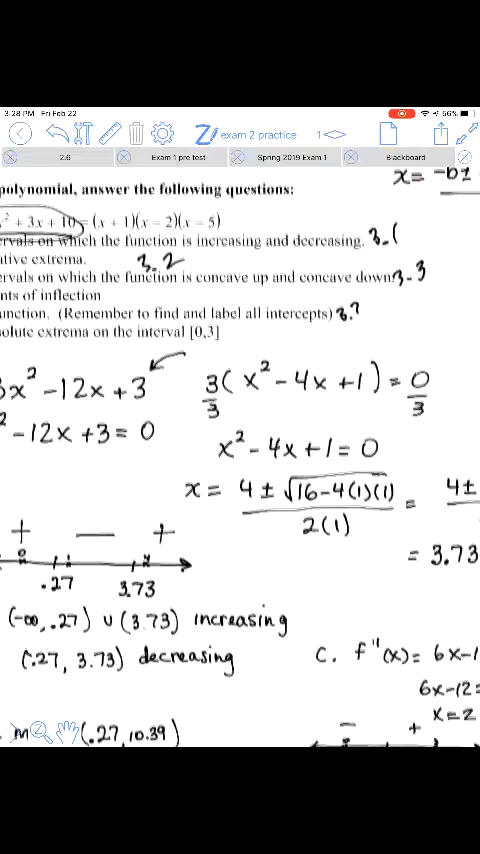 3:28 PM Fri Feb 22
66%
exam 2 practice
1
2.6
Exam 1 pre test
Spring 2019 Exam 1
Blackboard
x = -b±
polynomial, answer the following questions:
x² + 3x + 10 = (x + 1)(x − 2)(x − 5)
ervals on which the function is increasing and decreasing. 3.1
ative extrema. 3.2
ervals on which the function is concave up and concave down 3-3
nts of inflection
unction. (Remember to find and label all intercepts) 3.?
solute extrema on the interval [0,3]
3x² - 12x + 3
3(x² - 4x + 1) = 0
3 3
² - 12x + 3 = 0
x² - 4x + 1 = 0
x = 4 ± √16 - 4(1)(1) = 4±
2(1)
= 3.73
+ — +
.27 3.73
(-∞, .27) ∪ (3.73) increasing
(.27, 3.73) decreasing
C. f''(x) = 6x-1
6x-12=
x=2
(.27, 10.39)
− +